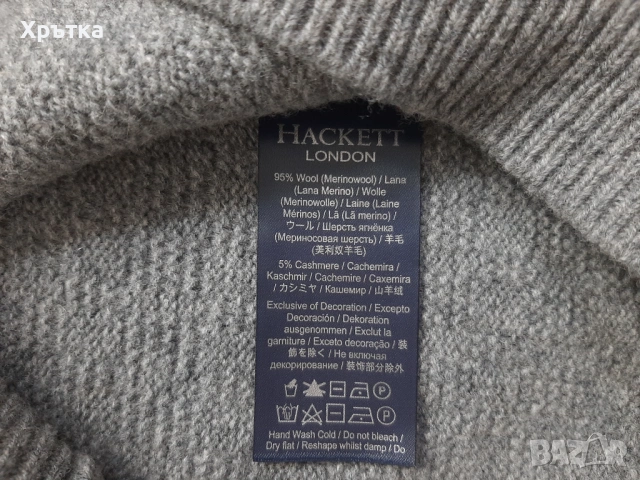 Хрътка
HACKETT
LONDON
95% Wool (Merinowool) / Lana
(Lana Merino) / Wolle
(Merinowolle) / Laine (Laine
Mérinos) / Lã (Lã merino) /
ウール / Шерсть ягнёнка
(Мериносовая шерсть) / 羊毛
(美利奴羊毛)
5% Cashmere / Cachemira /
Kaschmir / Cachemire / Caxemira
/ カシミヤ / Кашемир / 山羊绒
Exclusive of Decoration / Excepto
Decoración / Dekoration
ausgenommen / Exclut la
garniture / Exceto decoração / 装
飾を除く / Не включая
декорирование / 装饰部分除外
Hand Wash Cold / Do not bleach /
Dry flat / Reshape whilst damp / Do
BAZAR